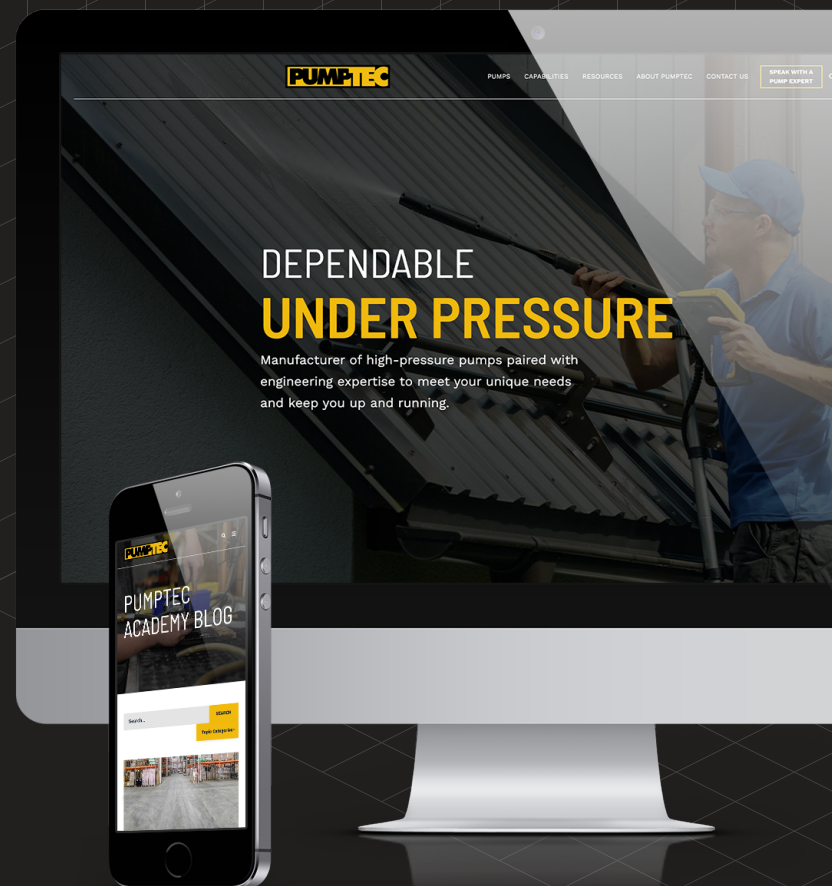 PUMPTEC
PUMPS CAPABILITIES RESOURCES ABOUT PUMPTEC CONTACT US
SPEAK WITH A
PUMP EXPERT
DEPENDABLE
UNDER PRESSURE
Manufacturer of high-pressure pumps paired with
engineering expertise to meet your unique needs
and keep you up and running.
PUMPTEC
PUMPTEC
ACADEMY BLOG
Search...
SEARCH
Topic Categories